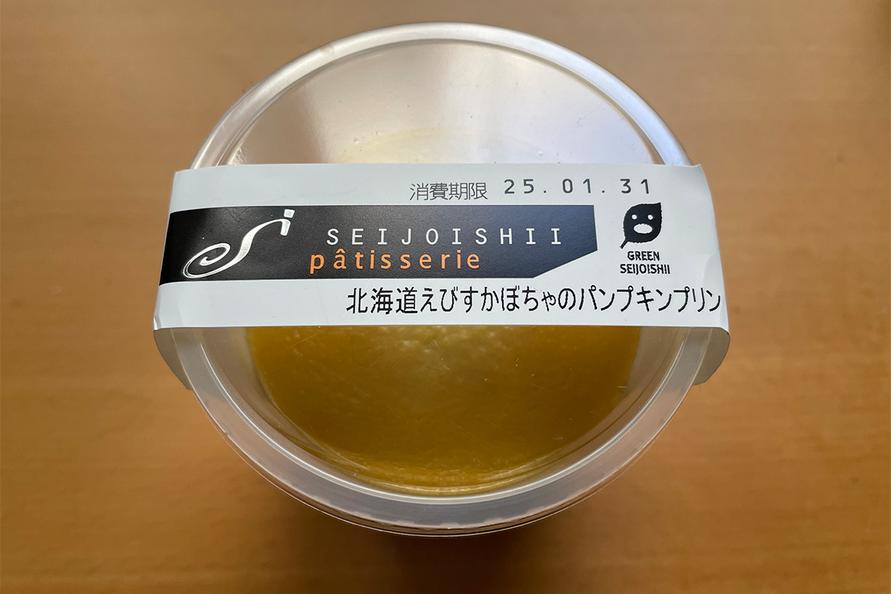 消費期限 25.01.31
Si SEIJOISHII
pâtisserie
GREEN
SEIJOISHII
北海道えびすかぼちゃのパンプキンプリン